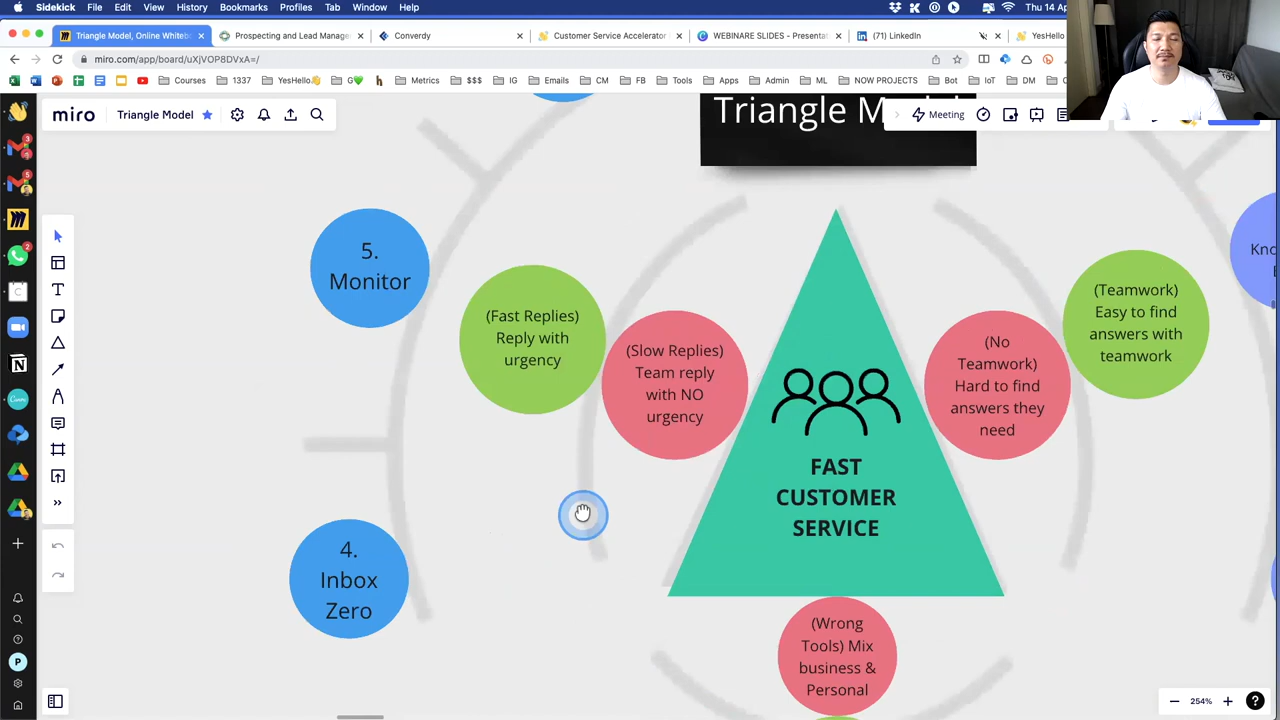 Sidekick File Edit View History Bookmarks Profiles Tab Window Help
Thu 14 Ap
Triangle Model, Online Whiteb
Prospecting and Lead Manage
Converdy
Customer Service Accelerator
WEBINARE SLIDES - Presentat
(71) LinkedIn
YesHello
miro.com/app/board/uXjVOP8DVxA=/
Courses 1337 YesHello Metrics $$$ IG Emails CM FB Tools Apps Admin ML NOW PROJECTS Bot IoT DM
miro
Triangle Model
Meeting
Triangle M
5.
Monitor
(Fast Replies)
Reply with
urgency
(Slow Replies)
Team reply
with NO
urgency
(No
Teamwork)
Hard to find
answers they
need
(Teamwork)
Easy to find
answers with
teamwork
Kno
FAST
CUSTOMER
SERVICE
4.
Inbox
Zero
(Wrong
Tools) Mix
business &
Personal
254%